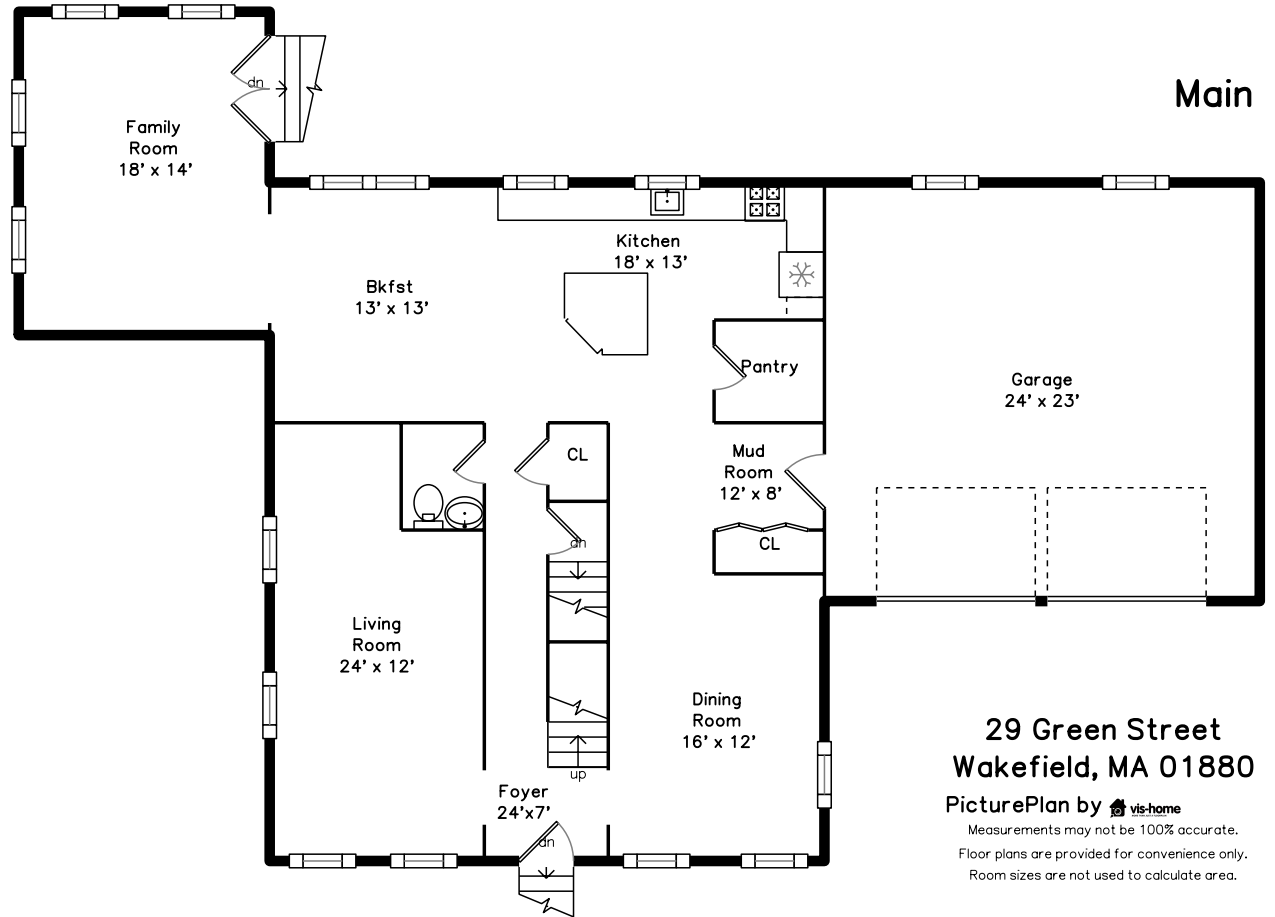 Main
dn
Family
Room
18' x 14'
Kitchen
18' x 13'
Bkfst
13' x 13'
Pantry
Garage
24' x 23'
CL
Mud
Room
12' x 8'
dn
CL
Living
Room
24' x 12'
Dining
Room
16' x 12'
up
Foyer
24'x7'
dn
29 Green Street
Wakefield, MA 01880
PicturePlan by vis-home
Measurements may not be 100% accurate.
Floor plans are provided for convenience only.
Room sizes are not used to calculate area.